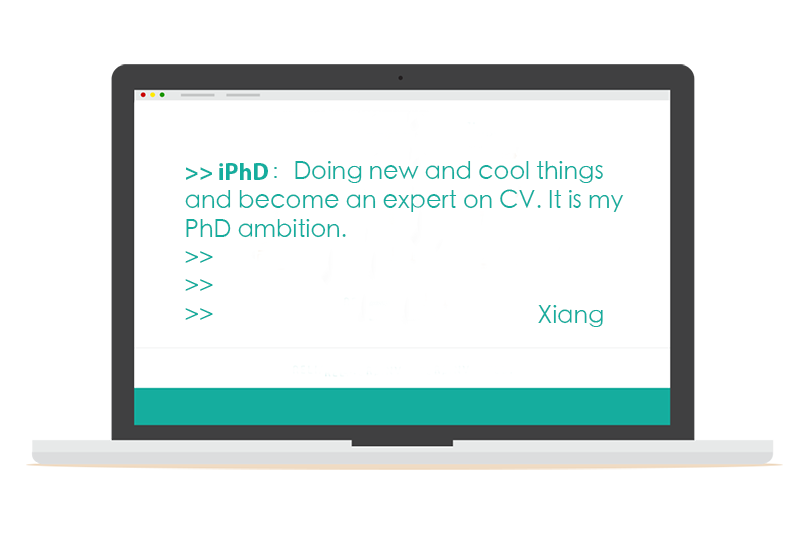 >> iPhD： Doing new and cool things
and become an expert on CV. It is my
PhD ambition.
>>
>>
>> Xiang